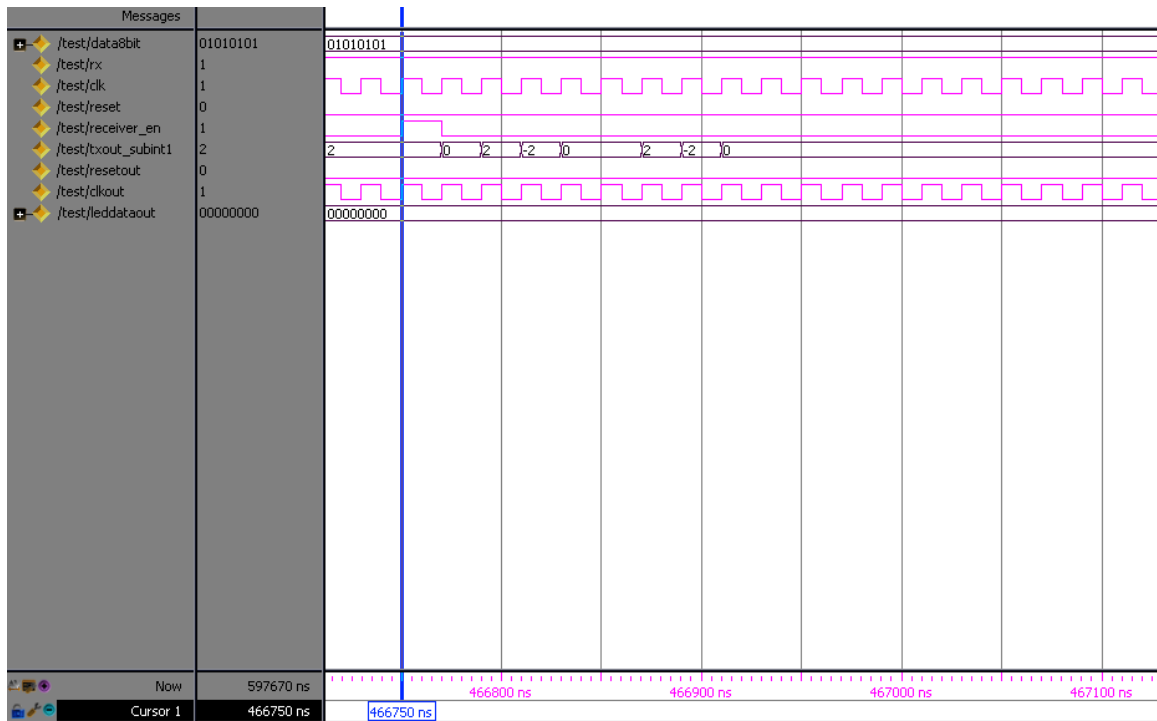 Messages
/test/data8bit 01010101 01010101
/test/rx 1
/test/clk 1
/test/reset 0
/test/receiver_en 1
/test/txout_subint1 2 2 0 2 -2 0 2 -2 0
/test/resetout 0
/test/clkout 1
/test/leddataout 00000000 00000000
Now 597670 ns 466800 ns 466900 ns 467000 ns 467100 ns
Cursor 1 466750 ns 466750 ns